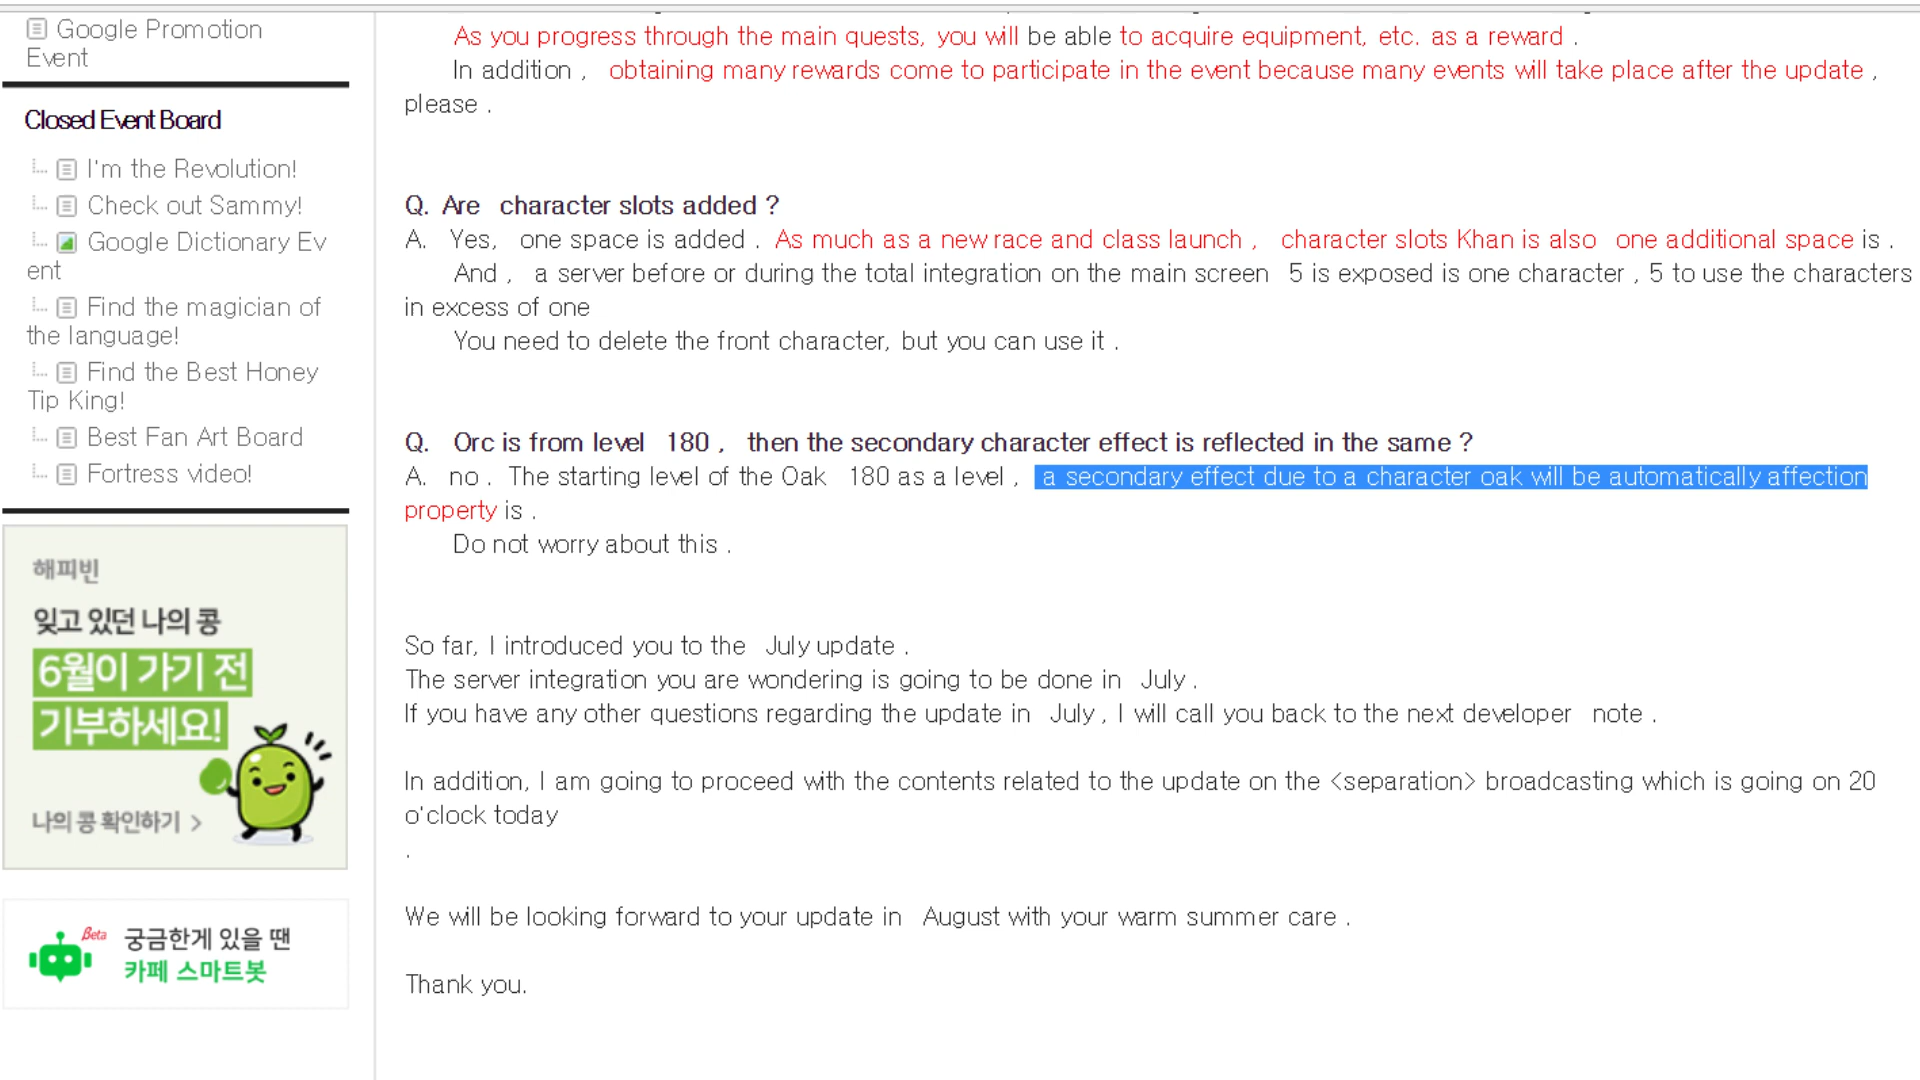 Google Promotion
Event
Closed Event Board
I'm the Revolution!
Check out Sammy!
Google Dictionary Ev
ent
Find the magician of
the language!
Find the Best Honey
Tip King!
Best Fan Art Board
Fortress video!
해피빈
잊고 있던 나의 콩
6월이 가기 전
기부하세요!
나의 콩 확인하기 >
Beta
궁금한게 있을 땐
카페 스마트봇
As you progress through the main quests, you will be able to acquire equipment, etc. as a reward .
In addition , obtaining many rewards come to participate in the event because many events will take place after the update ,
please .
Q. Are character slots added ?
A. Yes, one space is added . As much as a new race and class launch , character slots Khan is also one additional space is .
And , a server before or during the total integration on the main screen 5 is exposed is one character , 5 to use the characters
in excess of one
You need to delete the front character, but you can use it .
Q. Orc is from level 180 , then the secondary character effect is reflected in the same ?
A. no . The starting level of the Oak 180 as a level , a secondary effect due to a character oak will be automatically affection
property is .
Do not worry about this .
So far, I introduced you to the July update .
The server integration you are wondering is going to be done in July .
If you have any other questions regarding the update in July , I will call you back to the next developer note .
In addition, I am going to proceed with the contents related to the update on the <separation> broadcasting which is going on 20
o'clock today
.
We will be looking forward to your update in August with your warm summer care .
Thank you.